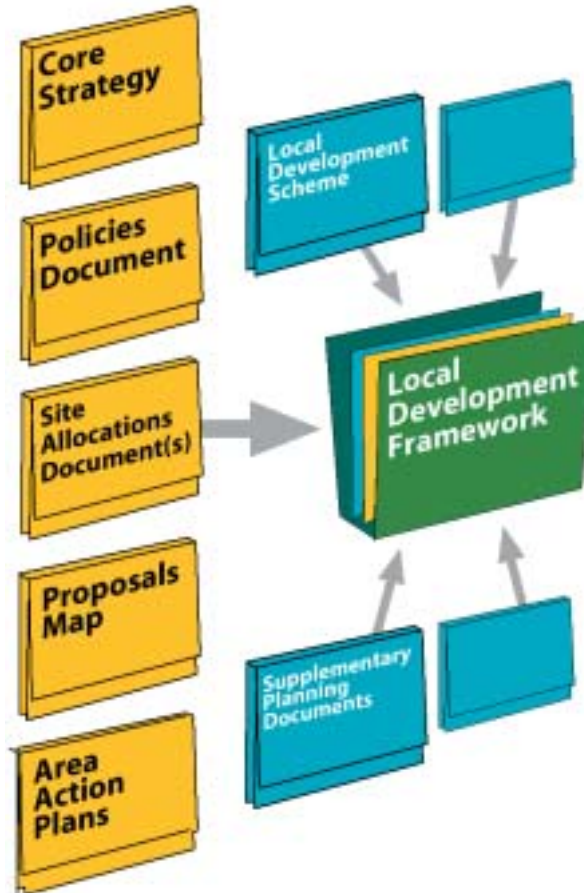 Core
Strategy
Policies
Document
Site
Allocations
Document(s)
Proposals
Map
Area
Action
Plans
Local
Development
Scheme
Local
Development
Framework
Supplementary
Planning
Documents